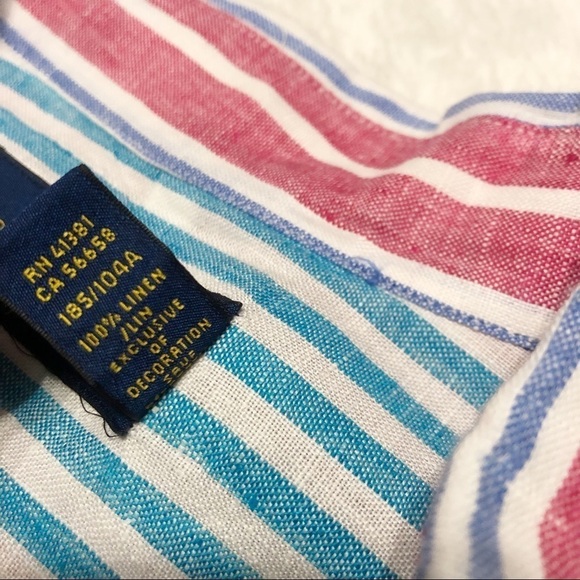 RN 41381
CA 56658
185/104A
100% LINEN
/LIN
EXCLUSIVE
OF
DECORATION